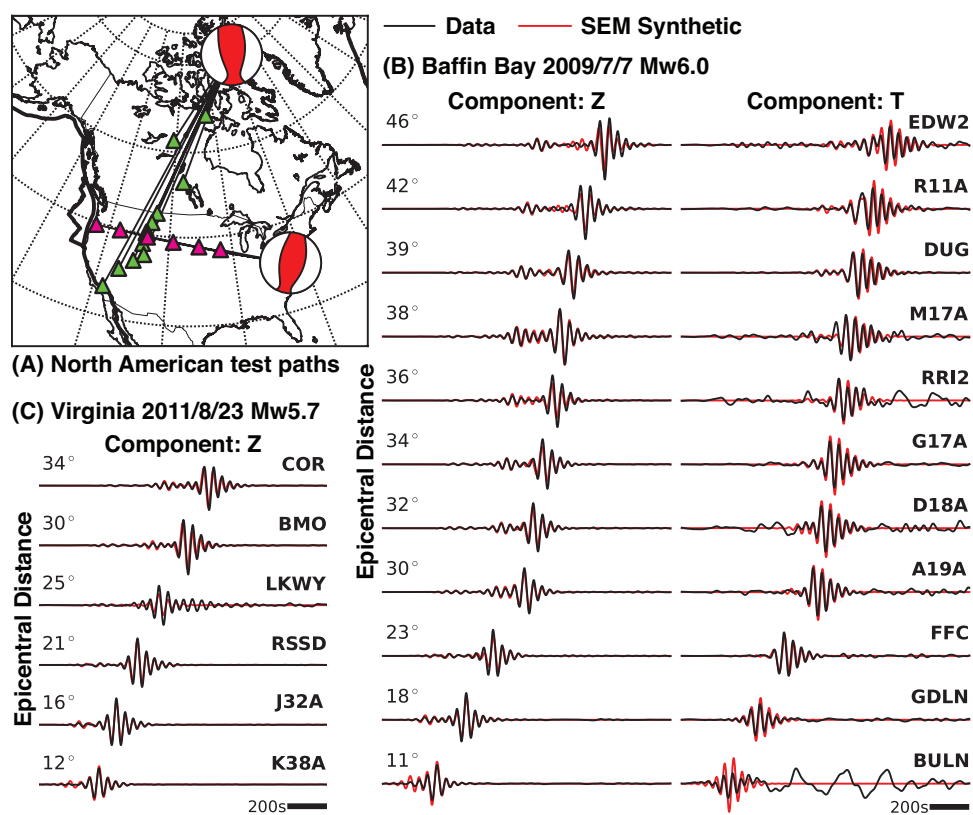 Data
SEM Synthetic
(A) North American test paths
(B) Baffin Bay 2009/7/7 Mw6.0
Component: Z
Component: T
Epicentral Distance
46°
EDW2
42°
R11A
39°
DUG
38°
M17A
36°
RRI2
34°
G17A
32°
D18A
30°
A19A
23°
FFC
18°
GDLN
11°
BULN
200s
(C) Virginia 2011/8/23 Mw5.7
Component: Z
Epicentral Distance
34°
COR
30°
BMO
25°
LKWY
21°
RSSD
16°
J32A
12°
K38A
200s